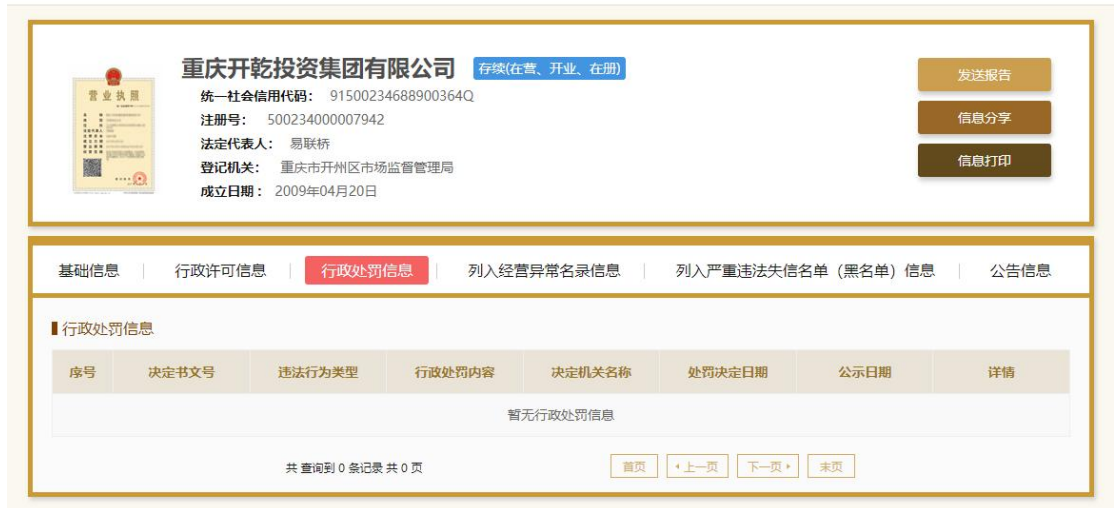 重庆开乾投资集团有限公司 存续(在营、开业、在册)
统一社会信用代码： 91500234688900364Q
注册号： 500234000007942
法定代表人： 易联桥
登记机关： 重庆市开州区市场监督管理局
成立日期： 2009年04月20日
营业执照
发送报告
信息分享
信息打印
基础信息 行政许可信息 行政处罚信息 列入经营异常名录信息 列入严重违法失信名单（黑名单）信息 公告信息
行政处罚信息
序号 决定书文号 违法行为类型 行政处罚内容 决定机关名称 处罚决定日期 公示日期 详情
暂无行政处罚信息
共 查询到 0 条记录 共 0 页 首页 上一页 下一页 末页